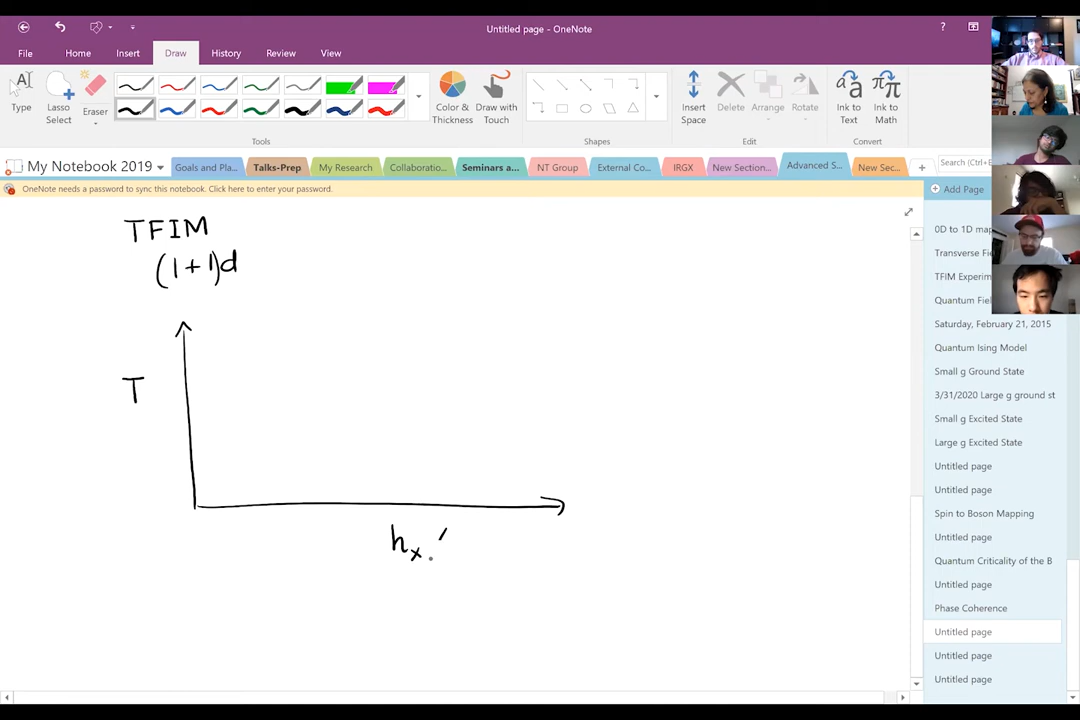 Untitled page - OneNote
?
File Home Insert Draw History Review View
Type
Lasso Select
Eraser
Color & Thickness
Draw with Touch
Insert Space
Delete
Arrange
Rotate
Ink to Text
Ink to Math
Tools Shapes Edit Convert
My Notebook 2019
Goals and Pla...
Talks-Prep
My Research
Collaboratio...
Seminars a...
NT Group
External Co...
IRGX
New Section...
Advanced S...
New Sec...
Search (Ctrl+E
OneNote needs a password to sync this notebook. Click here to enter your password.
Add Page
TFIM
(1+1)d
T
hx
0D to 1D map
Transverse Fi
TFIM Experim
Quantum Fiel
Saturday, February 21, 2015
Quantum Ising Model
Small g Ground State
3/31/2020 Large g ground st
Small g Excited State
Large g Excited State
Untitled page
Untitled page
Spin to Boson Mapping
Untitled page
Quantum Criticality of the B
Untitled page
Phase Coherence
Untitled page
Untitled page
Untitled page